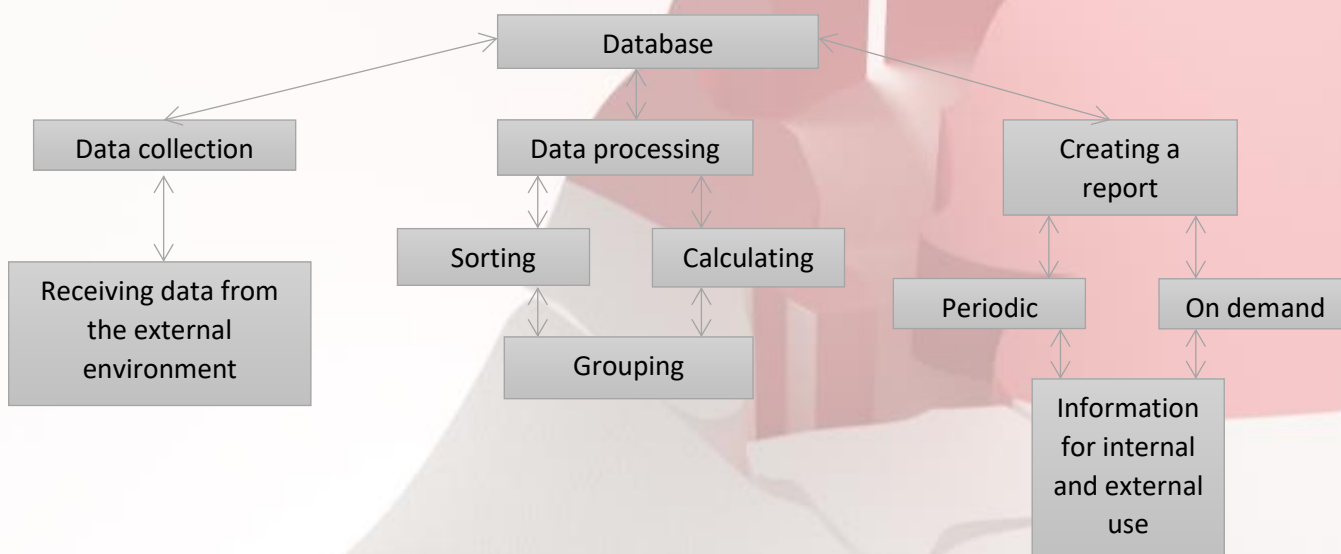 Database
Data collection
Data processing
Creating a
report
Sorting
Calculating
Receiving data from
the external
environment
Periodic
On demand
Grouping
Information
for internal
and external
use